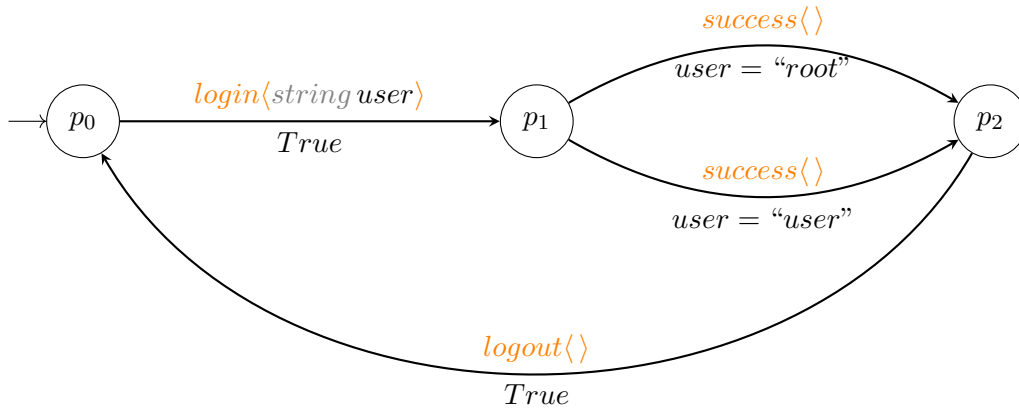 success⟨ ⟩
user = “root”
login⟨string user⟩
True
p₀
p₁
p₂
success⟨ ⟩
user = “user”
logout⟨ ⟩
True